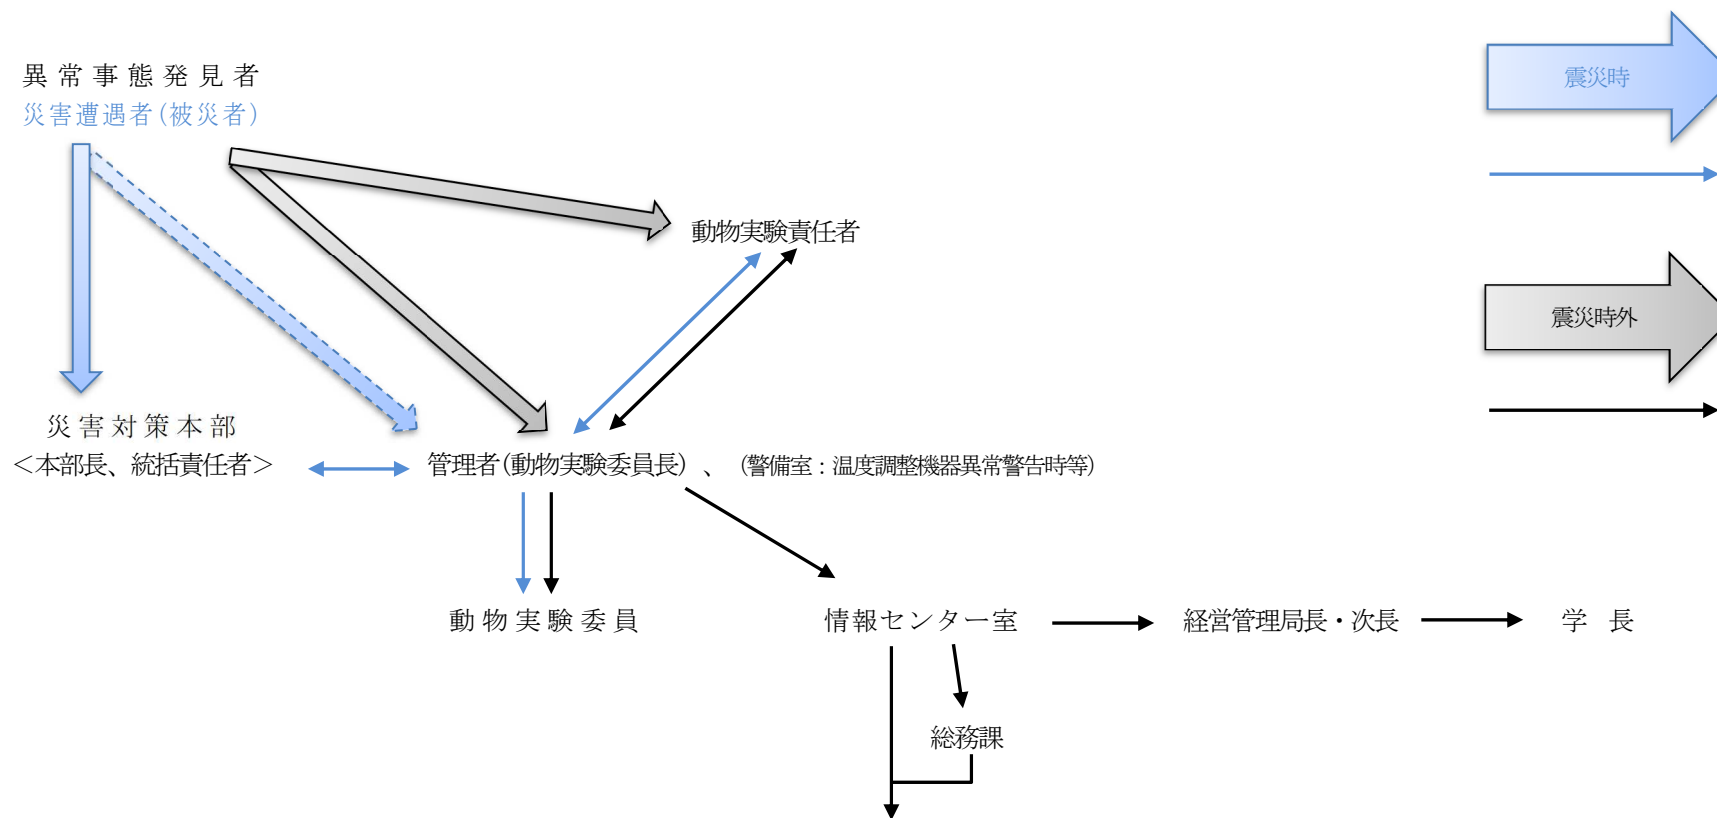 異常事態発見者
災害遭遇者(被災者)
震災時
動物実験責任者
震災時外
災害対策本部
＜本部長、統括責任者＞
管理者(動物実験委員長)、(警備室：温度調整機器異常警告時等)
動物実験委員
情報センター室
経営管理局長・次長
学 長
総務課